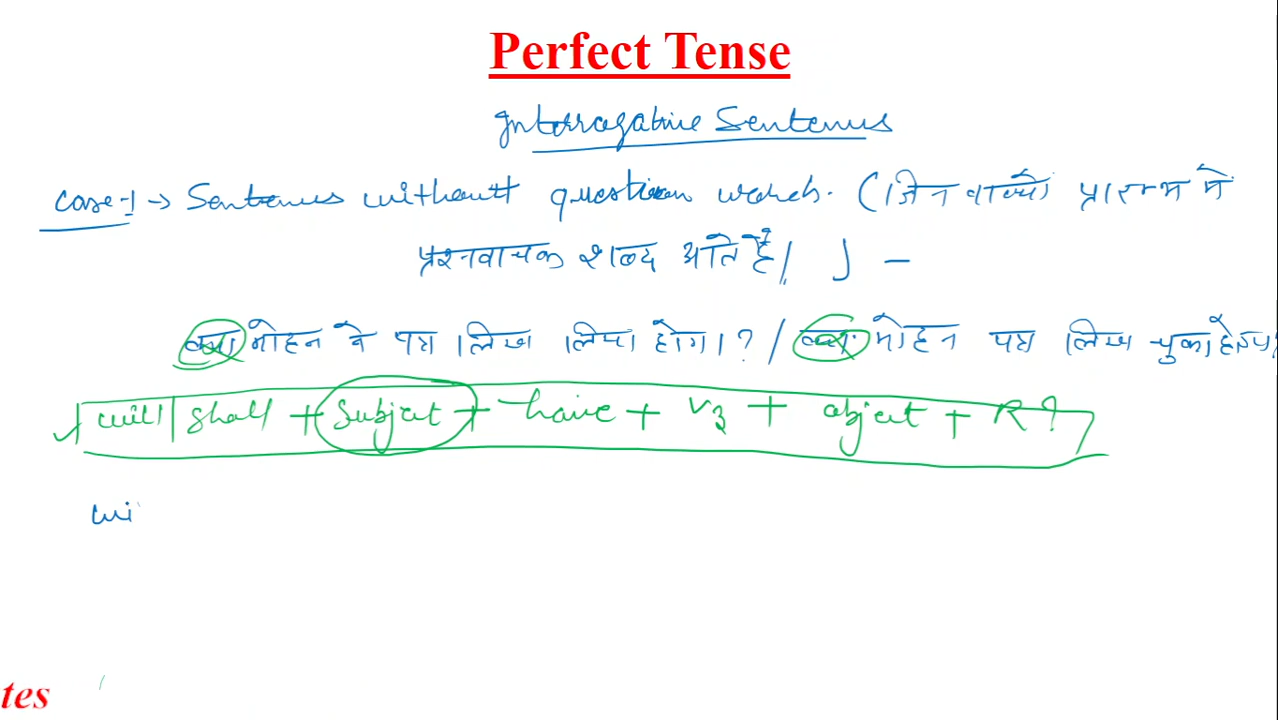 Perfect Tense
Interrogative Sentences
Case-1 → Sentences without question words. (जिन वाक्यो प्रारम्भ मे
प्रश्नवाचक शब्द आते हैं। ) –
क्या मोहन ने पत्र लिख लिया होगा ? / क्या मोहन पत्र लिख चुका होगा
will / shall + Subject + have + V3 + object + R ?
wi
tes